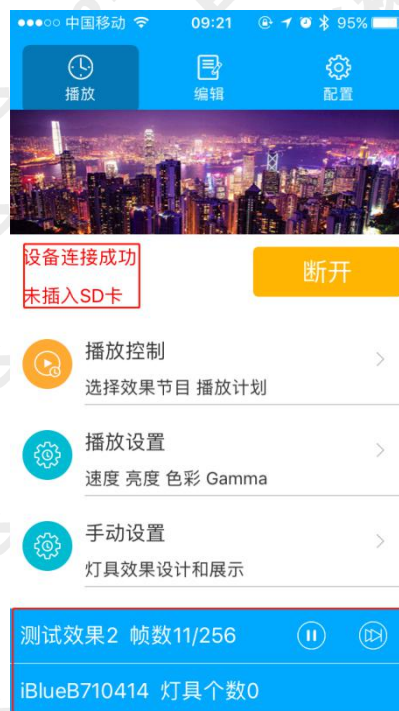 中国移动 09:21 95%
播放 编辑 配置
设备连接成功
未插入SD卡
断开
播放控制
选择效果节目 播放计划
播放设置
速度 亮度 色彩 Gamma
手动设置
灯具效果设计和展示
测试效果2 帧数11/256
iBlueB710414 灯具个数0